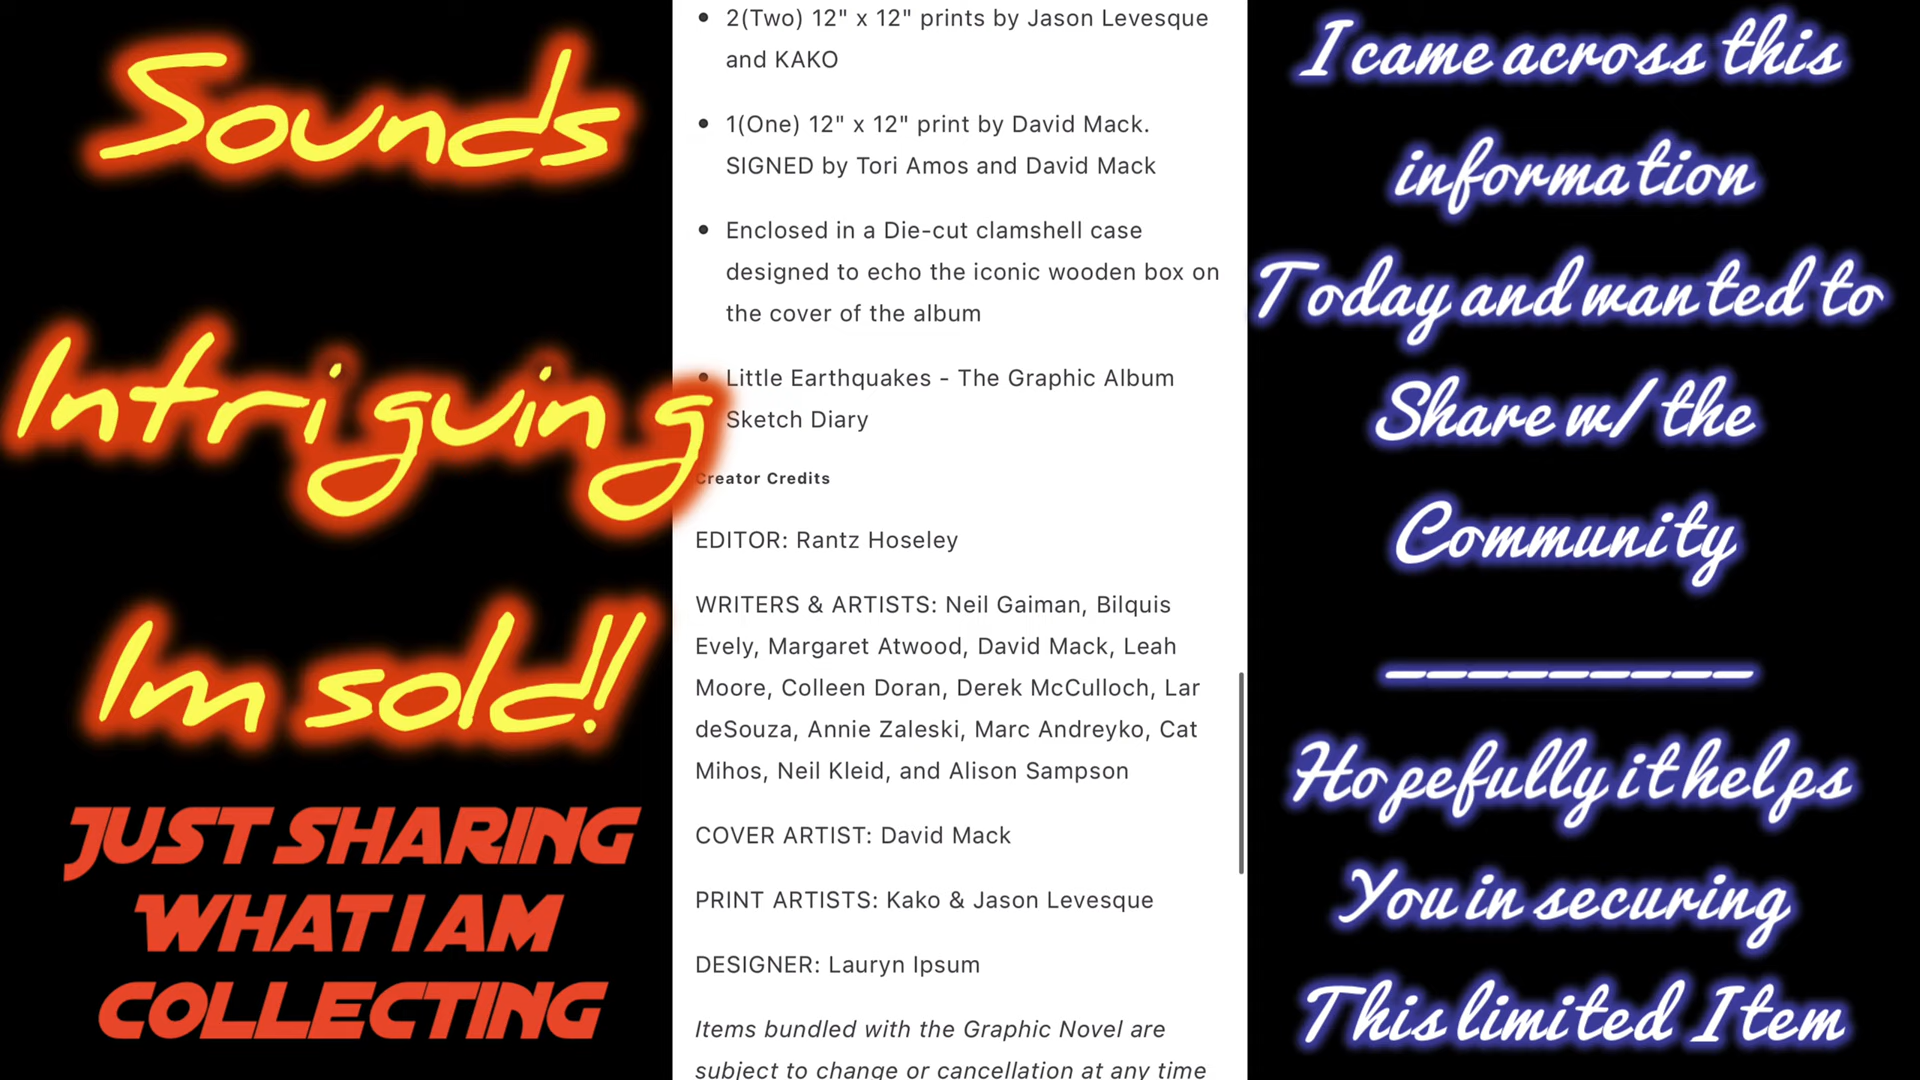 Sounds
Intriguing
Im sold!!
JUST SHARING
WHAT I AM
COLLECTING
2(Two) 12" x 12" prints by Jason Levesque
and KAKO
1(One) 12" x 12" print by David Mack.
SIGNED by Tori Amos and David Mack
Enclosed in a Die-cut clamshell case
designed to echo the iconic wooden box on
the cover of the album
Little Earthquakes - The Graphic Album
Sketch Diary
Creator Credits
EDITOR: Rantz Hoseley
WRITERS & ARTISTS: Neil Gaiman, Bilquis
Evely, Margaret Atwood, David Mack, Leah
Moore, Colleen Doran, Derek McCulloch, Lar
deSouza, Annie Zaleski, Marc Andreyko, Cat
Mihos, Neil Kleid, and Alison Sampson
COVER ARTIST: David Mack
PRINT ARTISTS: Kako & Jason Levesque
DESIGNER: Lauryn Ipsum
Items bundled with the Graphic Novel are
subject to change or cancellation at any time
I came across this
information
Today and wanted to
Share w/ the
Community
_________
Hopefully it helps
You in securing
This limited Item